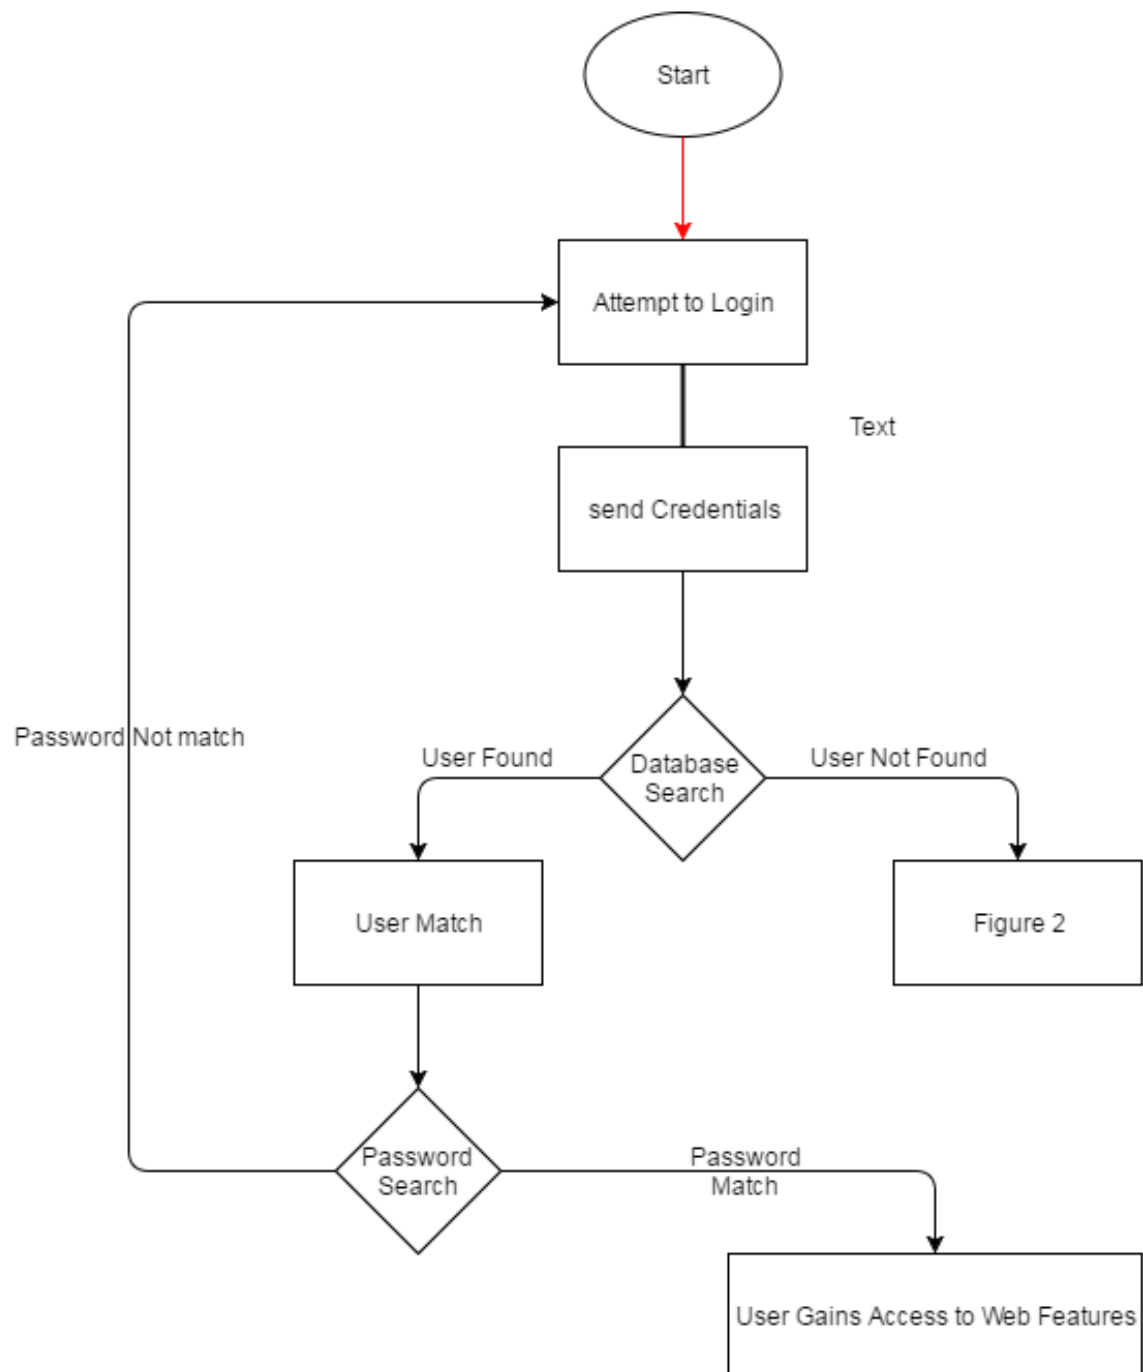 Start
Attempt to Login
Text
send Credentials
Password Not match
User Found
Database
Search
User Not Found
User Match
Figure 2
Password
Search
Password
Match
User Gains Access to Web Features